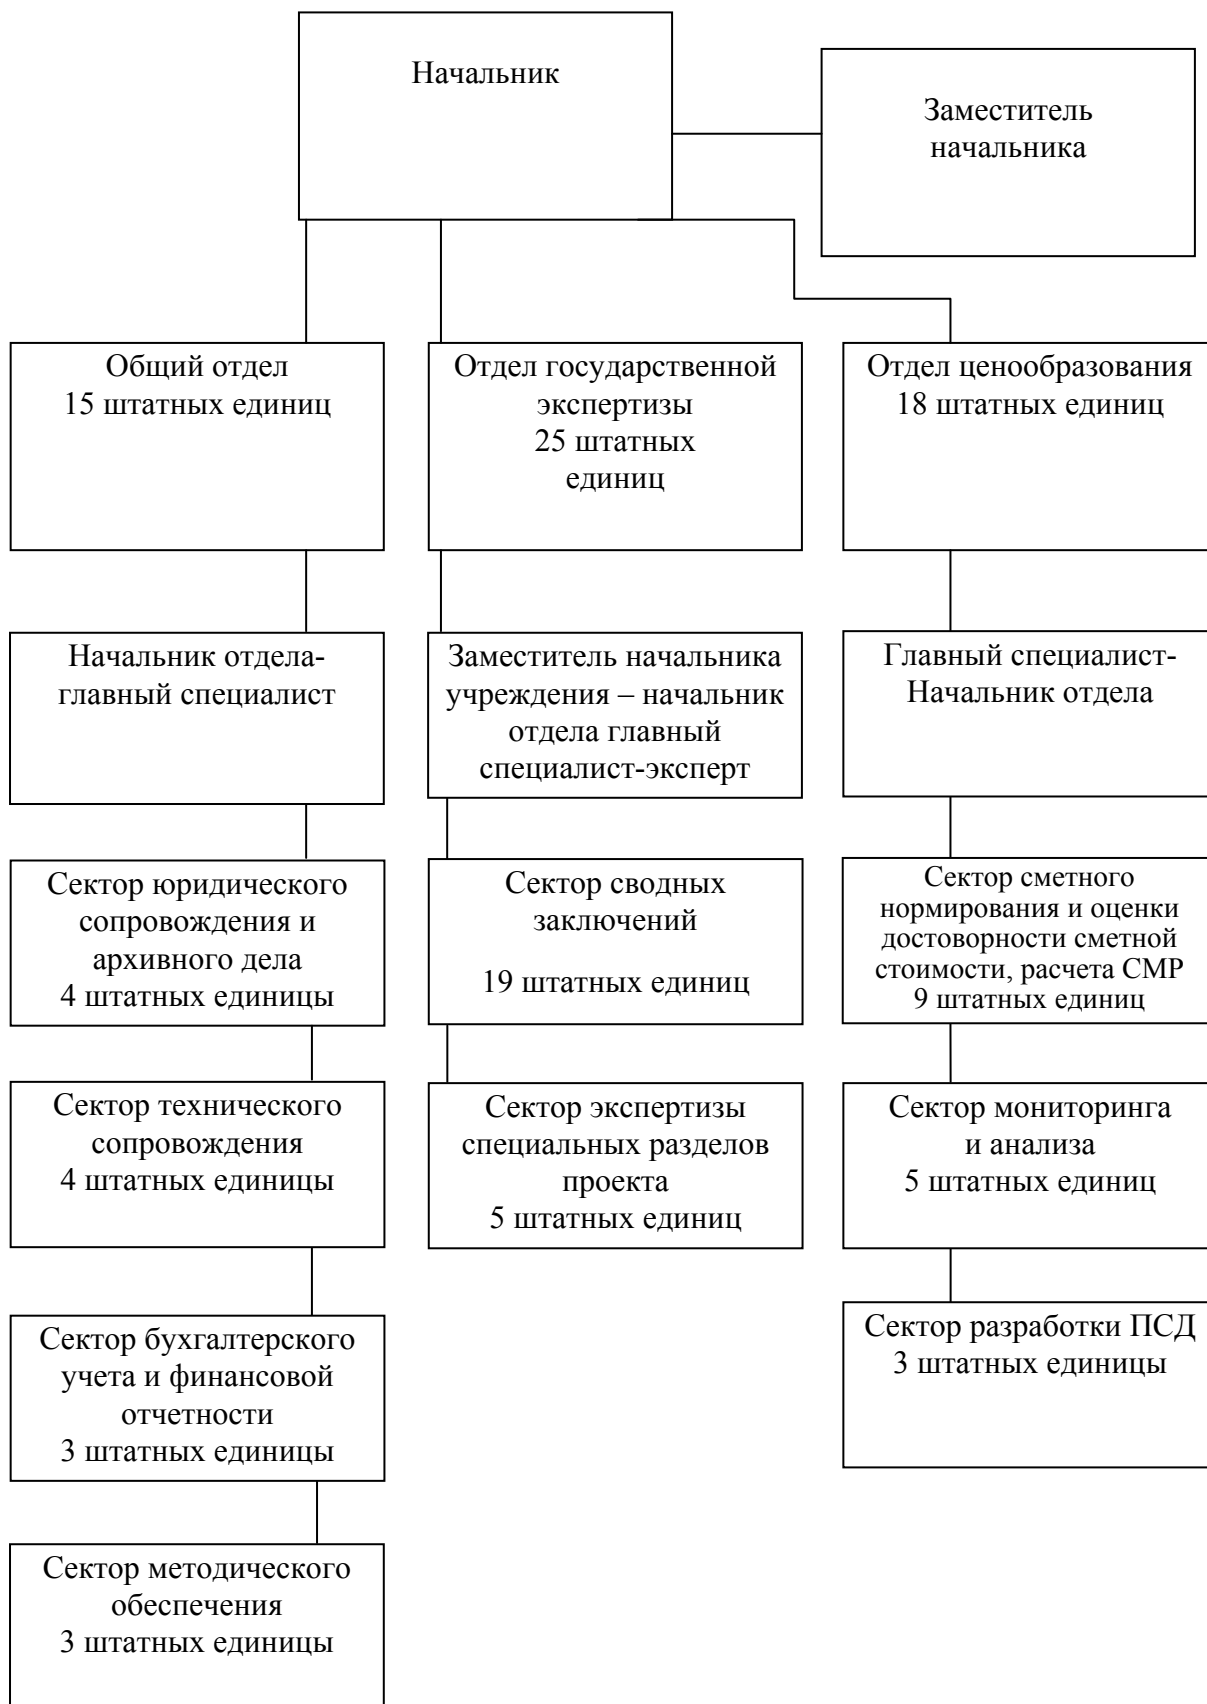 Начальник
Заместитель
начальника
Общий отдел
15 штатных единиц
Отдел государственной
экспертизы
25 штатных
единиц
Отдел ценообразования
18 штатных единиц
Начальник отдела-
главный специалист
Заместитель начальника
учреждения – начальник
отдела главный
специалист-эксперт
Главный специалист-
Начальник отдела
Сектор юридического
сопровождения и
архивного дела
4 штатных единицы
Сектор сводных
заключений
19 штатных единиц
Сектор сметного
нормирования и оценки
достоворности сметной
стоимости, расчета СМР
9 штатных единиц
Сектор технического
сопровождения
4 штатных единицы
Сектор экспертизы
специальных разделов
проекта
5 штатных единиц
Сектор мониторинга
и анализа
5 штатных единиц
Сектор бухгалтерского
учета и финансовой
отчетности
3 штатных единицы
Сектор разработки ПСД
3 штатных единицы
Сектор методического
обеспечения
3 штатных единицы